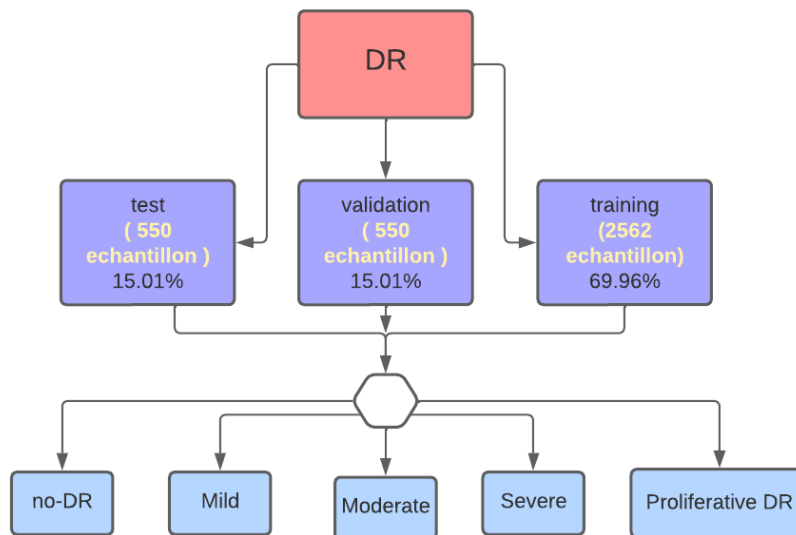 DR
test
( 550
echantillon )
15.01%
validation
( 550
echantillon )
15.01%
training
(2562
echantillon)
69.96%
no-DR
Mild
Moderate
Severe
Proliferative DR